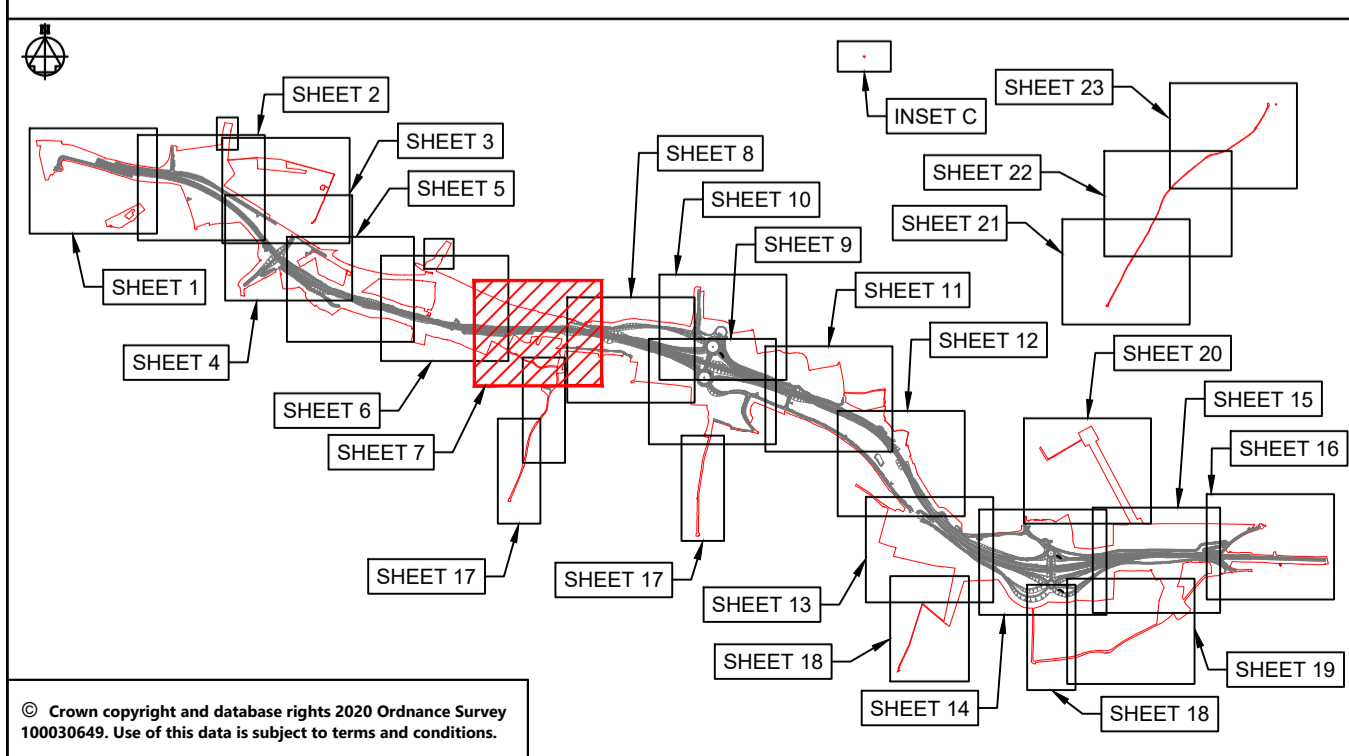 N
SHEET 2
SHEET 3
SHEET 5
SHEET 8
SHEET 10
SHEET 9
SHEET 11
SHEET 12
INSET C
SHEET 23
SHEET 22
SHEET 21
SHEET 1
SHEET 4
SHEET 6
SHEET 7
SHEET 20
SHEET 15
SHEET 16
SHEET 17
SHEET 17
SHEET 13
SHEET 18
SHEET 14
SHEET 18
SHEET 19
© Crown copyright and database rights 2020 Ordnance Survey
100030649. Use of this data is subject to terms and conditions.